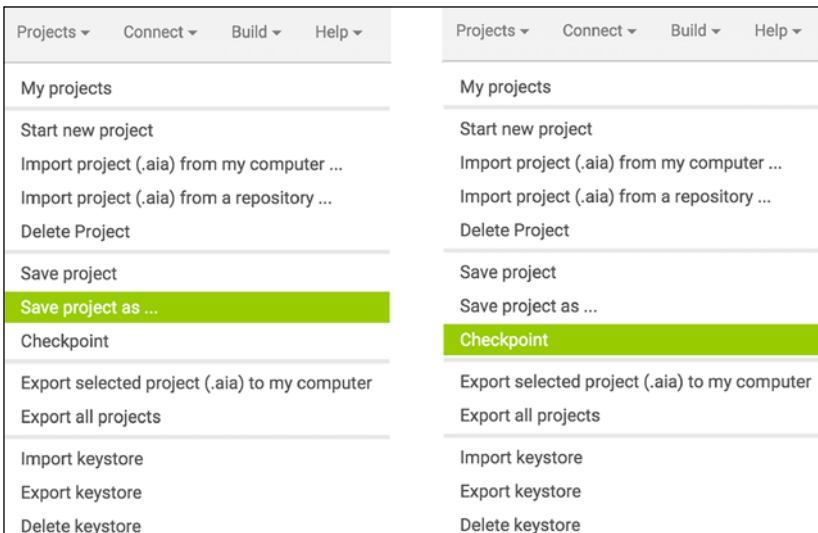 Projects ▾ Connect ▾ Build ▾ Help ▾
My projects
Start new project
Import project (.aia) from my computer ...
Import project (.aia) from a repository ...
Delete Project
Save project
Save project as ...
Checkpoint
Export selected project (.aia) to my computer
Export all projects
Import keystore
Export keystore
Delete keystore
Projects ▾ Connect ▾ Build ▾ Help ▾
My projects
Start new project
Import project (.aia) from my computer ...
Import project (.aia) from a repository ...
Delete Project
Save project
Save project as ...
Checkpoint
Export selected project (.aia) to my computer
Export all projects
Import keystore
Export keystore
Delete keystore